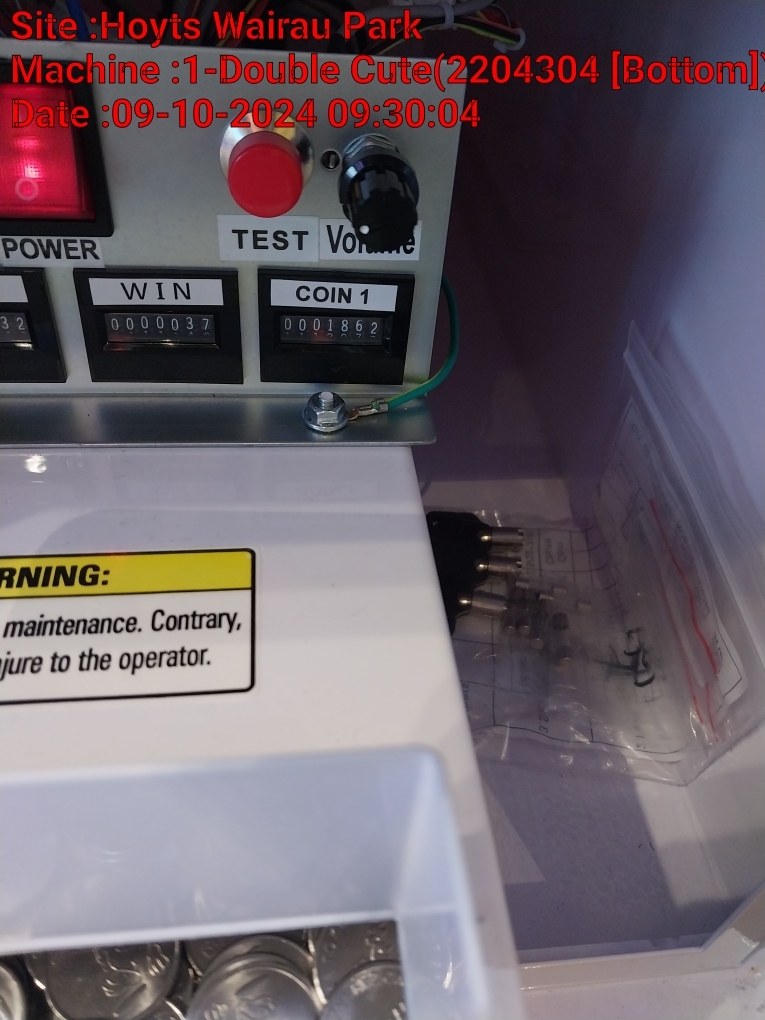 Site :Hoyts Wairau Park
Machine :1-Double Cute(2204304 [Bottom])
Date :09-10-2024 09:30:04
POWER
TEST
Volume
WIN
COIN 1
32
0000037
0001862
RNING:
maintenance. Contrary,
jure to the operator.